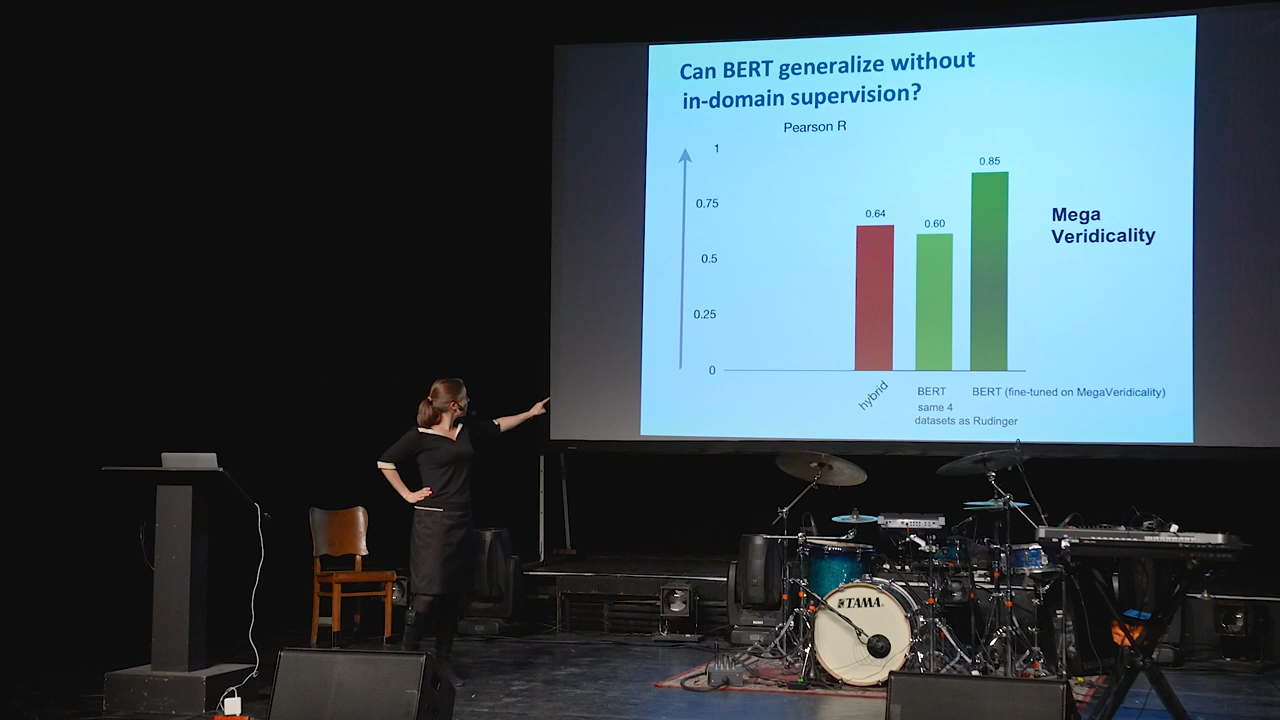 Can BERT generalize without
in-domain supervision?
Pearson R
1
0.75
0.5
0.25
0
0.64
0.60
0.85
Mega
Veridicality
hybrid
BERT
same 4
datasets as Rudinger
BERT (fine-tuned on MegaVeridicality)
TAMA